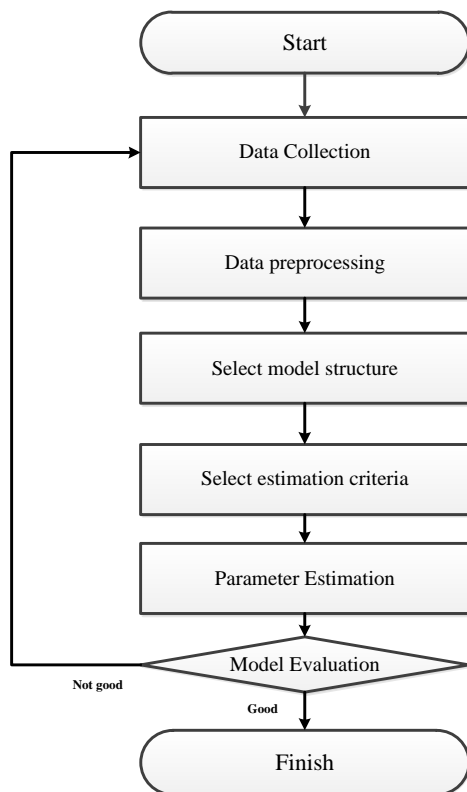 Start
Data Collection
Data preprocessing
Select model structure
Select estimation criteria
Parameter Estimation
Model Evaluation
Not good
Good
Finish